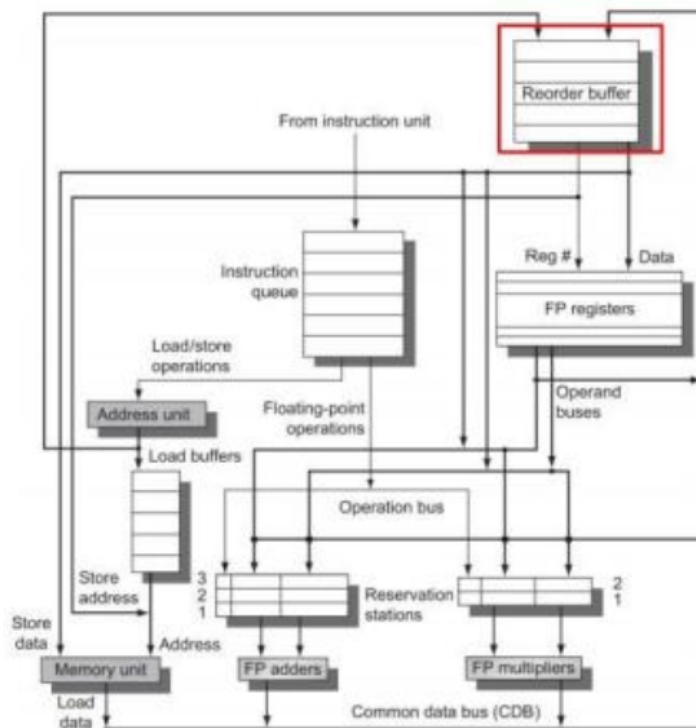 Reorder buffer
From instruction unit
Instruction
queue
Reg #
Data
FP registers
Load/store
operations
Address unit
Floating-point
operations
Operand
buses
Load buffers
Operation bus
Store
address
3
2
1
Reservation
stations
2
1
Store
data
Address
Memory unit
FP adders
FP multipliers
Load
data
Common data bus (CDB)